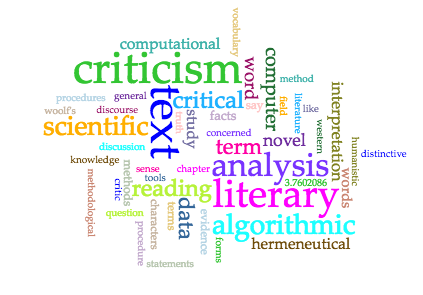 vocabulary
computational
criticism
word
computer
method
procedures
general
text
critical
say
field
literature
like
interpretation
woolf's
discourse
truth
study
facts
scientific
concerned
western
discussion
term
novel
humanistic
distinctive
knowledge
methods
sense
chapter
analysis
methodological
critic
tools
reading
literary
3.7602086
words
question
characters
terms
data
evidence
algorithmic
procedure
forms
hermeneutical
statements